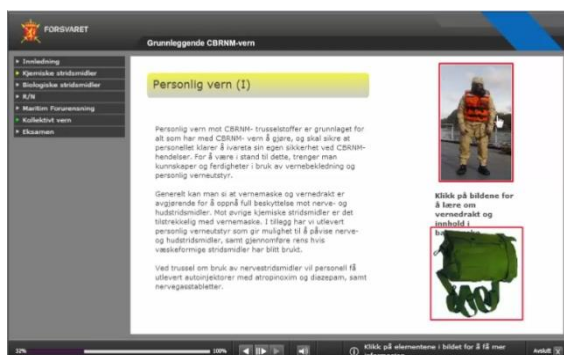 FORSVARET
Grunnleggende CBRNM-vern
Innledning
Kjemiske stridsmidler
Biologiske stridsmidler
R/N
Maritim Forurensning
Kollektivt vern
Eksamen
Personlig vern (I)
Personlig vern mot CBRNM- trusselstoffer er grunnlaget for
alt som har med CBRNM- vern å gjøre, og skal sikre at
personellet klarer å ivareta sin egen sikkerhet ved CBRNM-
hendelser. For å være i stand til dette, trenger man
kunnskaper og ferdigheter i bruk av vernebekledning og
personlig verneutstyr.
Generelt kan men si at vernemaske og vernedrakt er
avgjørende for å oppnå full beskyttelse mot nerve- og
hudstridsmidler. Mot øvrige kjemiske stridsmidler er det
tilstrekkelig med vernemaske. I tillegg har vi utlevert
personlig verneutstyr som gir mulighet til å påvise nerve-
og hudstridsmidler, samt gjennomføre rens hvis
væskeformige stridsmidler har blitt brukt.
Ved trussel om bruk av nervestridsmidler vil personell få
utlevert autoinjektorer med atropinoxim og diazepam, samt
nervegasstabletter.
Klikk på bildene for
å lære om
vernedrakt og
innhold i
32%
100%
Klikk på elementene i bildet for å få mer
Avslutt X